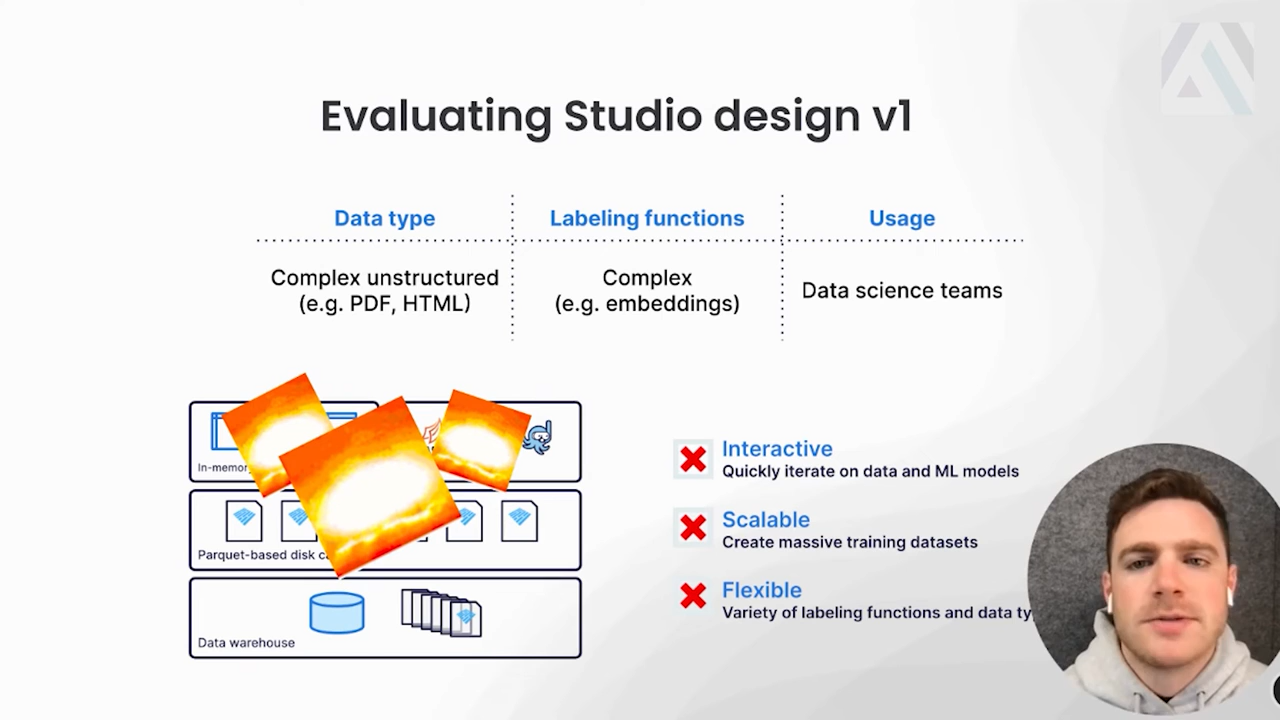 Evaluating Studio design v1
Data type
Labeling functions
Usage
Complex unstructured
(e.g. PDF, HTML)
Complex
(e.g. embeddings)
Data science teams
In-memor
Parquet-based disk c
Data warehouse
Interactive
Quickly iterate on data and ML models
Scalable
Create massive training datasets
Flexible
Variety of labeling functions and data ty